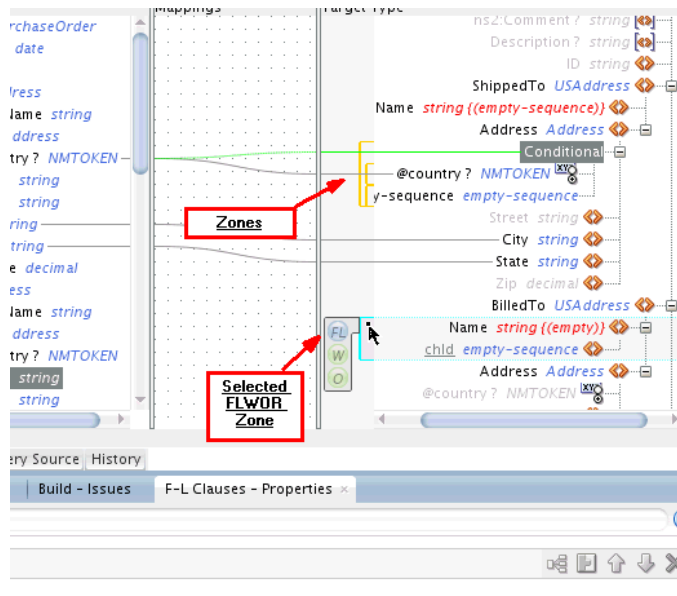 Mappings
Target Type
rchaseOrder
date
dress
Name string
ddress
try ? NMTOKEN
string
string
ring
string
e decimal
ess
Name string
ddress
try ? NMTOKEN
string
string
ns2:Comment ? string
Description ? string
ID string
ShippedTo USAddress
Name string {(empty-sequence)}
Address Address
Conditional
@country ? NMTOKEN
y-sequence empty-sequence
Street string
City string
State string
Zip decimal
BilledTo USAddress
Name string {(empty)}
chld empty-sequence
Address Address
@country ? NMTOKEN
Zones
FL
W
O
Selected
FLWOR
Zone
ery Source History
Build - Issues F-L Clauses - Properties ×